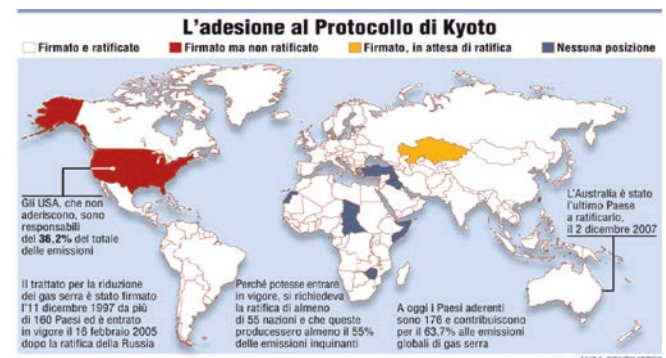 L'adesione al Protocollo di Kyoto
Firmato e ratificato
Firmato ma non ratificato
Firmato, in attesa di ratifica
Nessuna posizione
Gli USA, che non
aderiscono, sono
responsabili
del 36,2% del totale
delle emissioni
L'Australia è stato
l'ultimo Paese
a ratificarlo,
il 2 dicembre 2007
Il trattato per la riduzione
dei gas serra è stato firmato
l'11 dicembre 1997 da più
di 160 Paesi ed è entrato
in vigore il 16 febbraio 2005
dopo la ratifica della Russia
Perché potesse entrare
in vigore, si richiedeva
la ratifica di almeno
di 55 nazioni e che queste
producessero almeno il 55%
delle emissioni inquinanti
A oggi i Paesi aderenti
sono 176 e contribuiscono
per il 63,7% alle emissioni
globali di gas serra